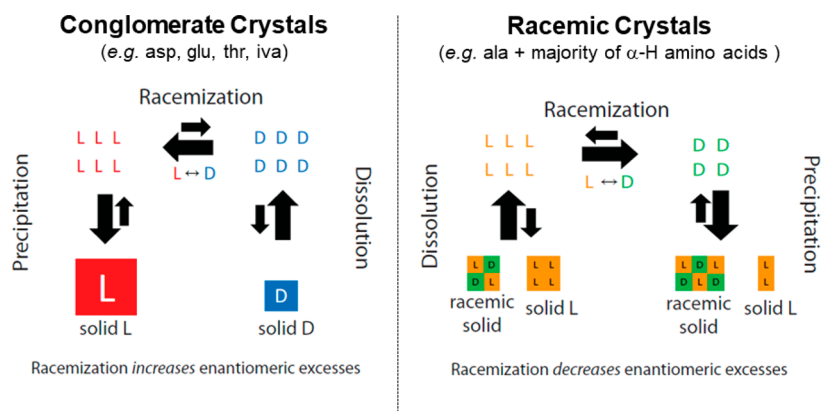 Conglomerate Crystals
(e.g. asp, glu, thr, iva)
Racemization
L L L
D D D
L L L
D D D
L ↔ D
Precipitation
Dissolution
L
D
solid L
solid D
Racemization increases enantiomeric excesses
Racemic Crystals
(e.g. ala + majority of α-H amino acids )
Racemization
L L L
D D
L L L
D D
L ↔ D
Dissolution
Precipitation
L D
L L
L D L
L
D L
L L
D L D
L
racemic
solid
solid L
racemic
solid
solid L
Racemization decreases enantiomeric excesses